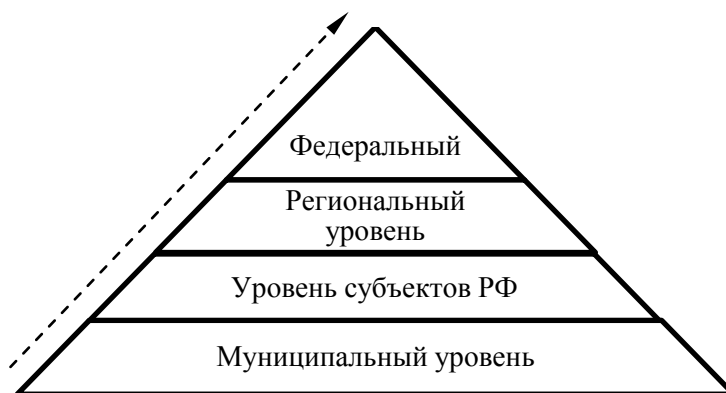 Федеральный
Региональный
уровень
Уровень субъектов РФ
Муниципальный уровень